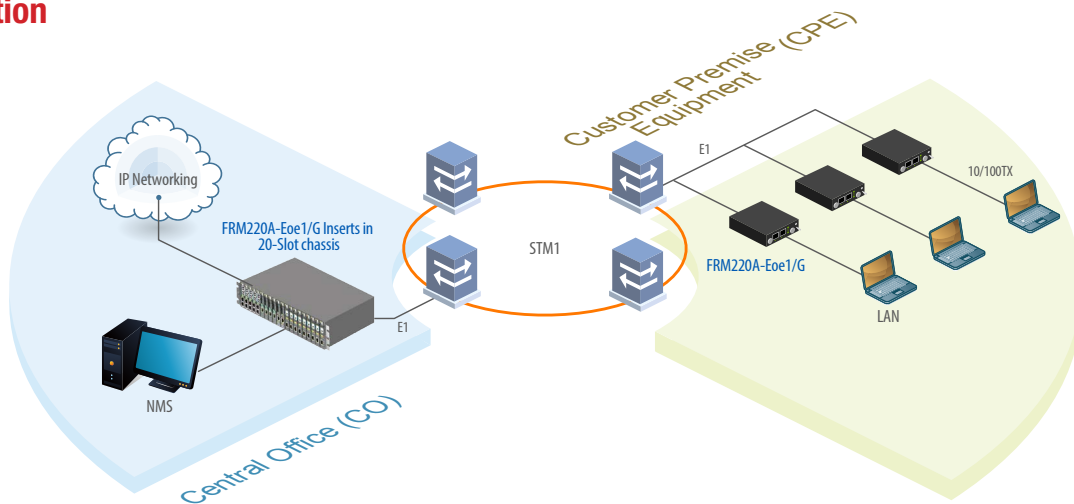 tion
Customer Premise (CPE)
Equipment
E1
10/100TX
IP Networking
FRM220A-Eoe1/G Inserts in
20-Slot chassis
STM1
FRM220A-Eoe1/G
LAN
E1
NMS
Central Office (CO)